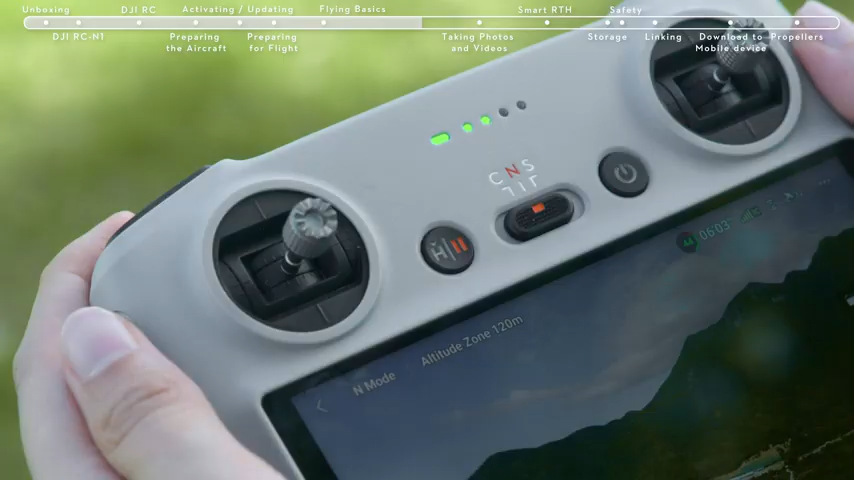 Unboxing
DJI RC
Activating / Updating
Flying Basics
Smart RTH
Safety
DJI RC-N1
Preparing
the Aircraft
Preparing
for Flight
Taking Photos
and Videos
Storage
Linking
Download to
Mobile device
Propellers
C N S
H
N Mode
Altitude Zone 120m
44
06'03"